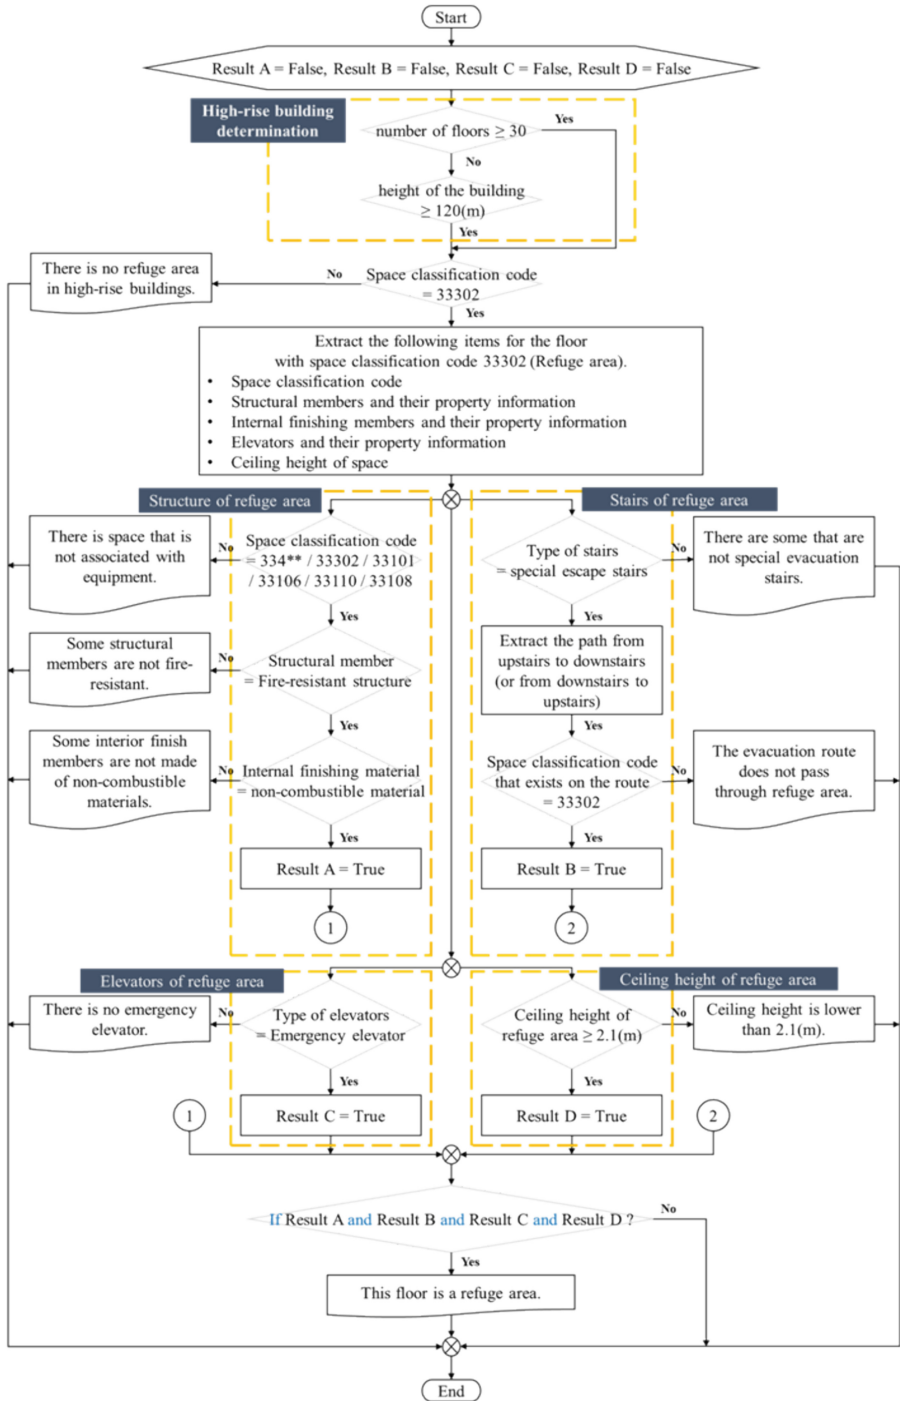 Start
Result A = False, Result B = False, Result C = False, Result D = False
High-rise building
determination
number of floors ≥ 30
Yes
No
height of the building
≥ 120(m)
Yes
There is no refuge area
in high-rise buildings.
No
Space classification code
= 33302
Yes
Extract the following items for the floor
with space classification code 33302 (Refuge area).
• Space classification code
• Structural members and their property information
• Internal finishing members and their property information
• Elevators and their property information
• Ceiling height of space
Structure of refuge area
Stairs of refuge area
There is space that is
not associated with
equipment.
No
Space classification code
= 334** / 33302 / 33101
/ 33106 / 33110 / 33108
Yes
Type of stairs
= special escape stairs
No
There are some that are
not special evacuation
stairs.
Yes
Some structural
members are not fire-
resistant.
No
Structural member
= Fire-resistant structure
Yes
Extract the path from
upstairs to downstairs
(or from downstairs to
upstairs)
Yes
Some interior finish
members are not made
of non-combustible
materials.
No
Internal finishing material
= non-combustible material
Yes
Space classification code
that exists on the route
= 33302
No
The evacuation route
does not pass
through refuge area.
Yes
Result A = True
Result B = True
1
2
Elevators of refuge area
Ceiling height of refuge area
There is no emergency
elevator.
No
Type of elevators
= Emergency elevator
Yes
Ceiling height of
refuge area ≥ 2.1(m)
No
Ceiling height is lower
than 2.1(m).
Yes
1
Result C = True
Result D = True
2
If Result A and Result B and Result C and Result D ?
No
Yes
This floor is a refuge area.
End